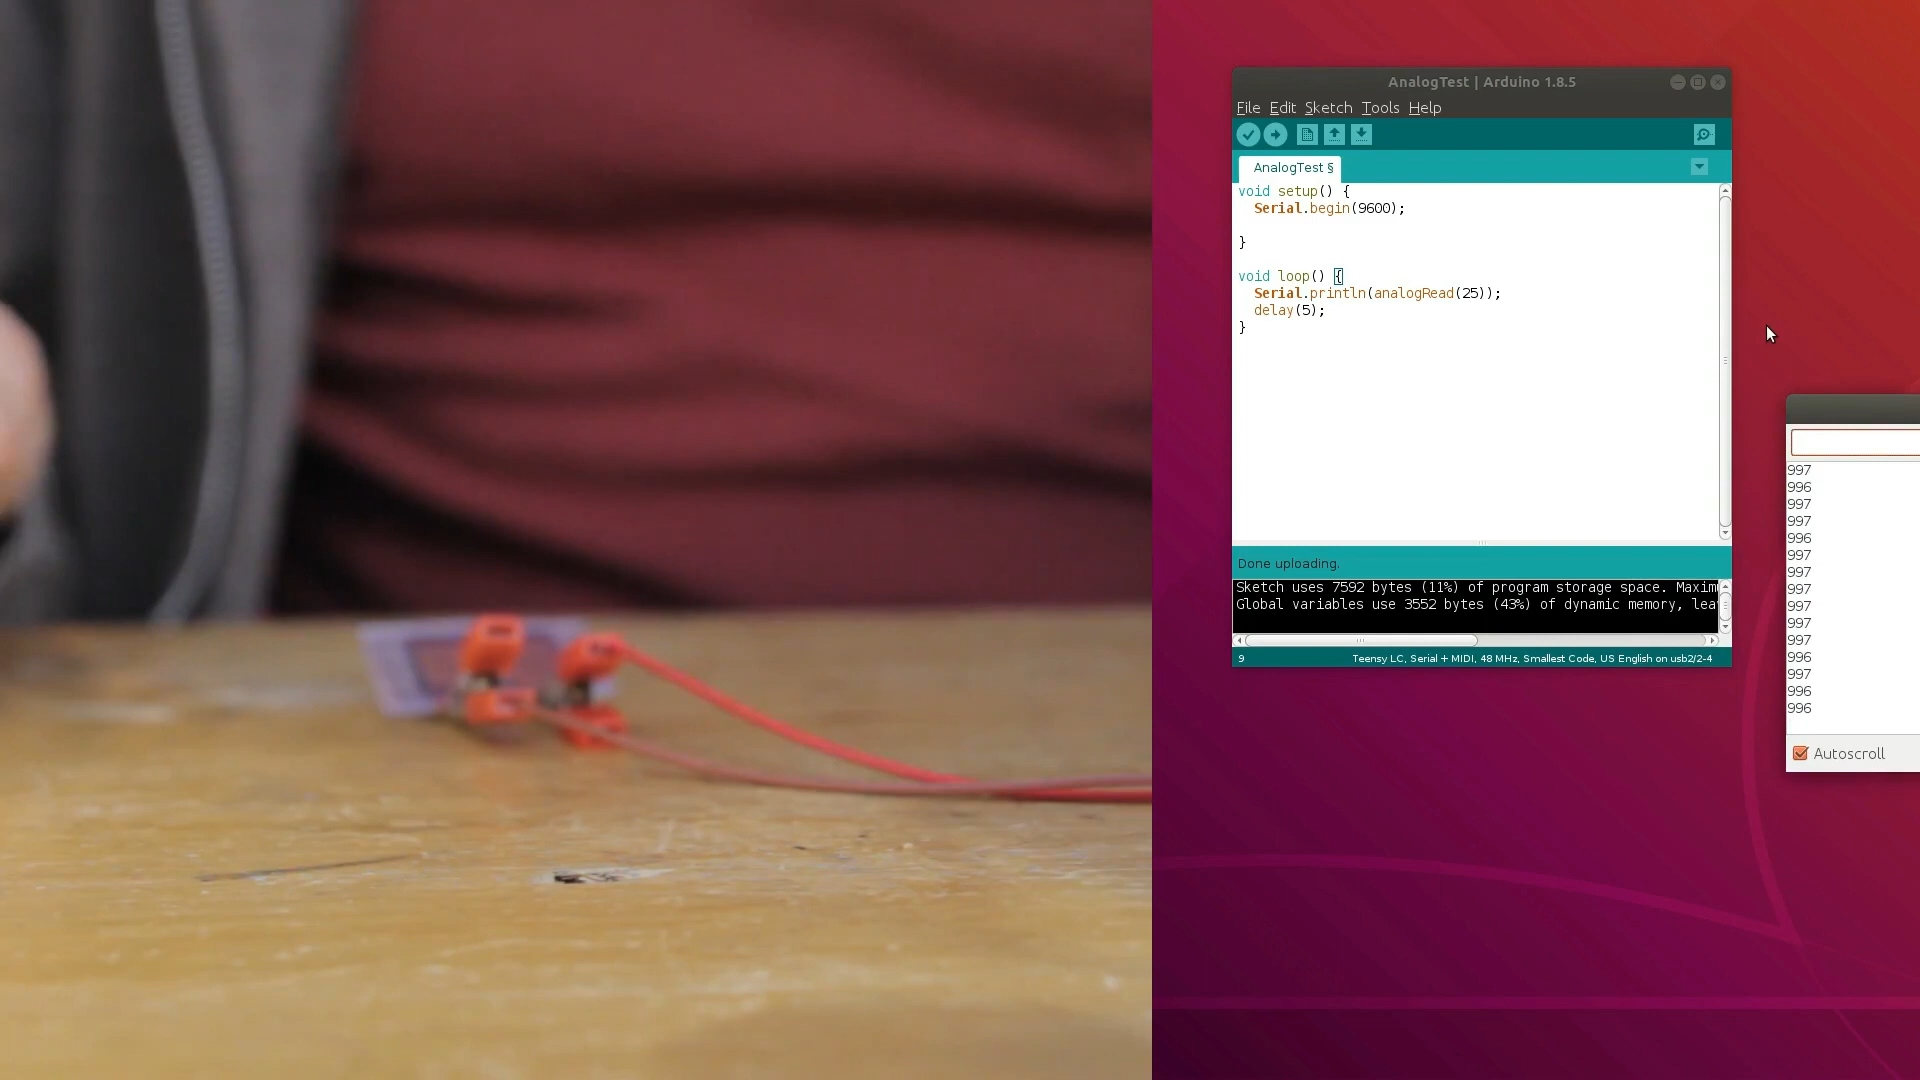 AnalogTest | Arduino 1.8.5
File Edit Sketch Tools Help
AnalogTest §
void setup() {
  Serial.begin(9600);
}
void loop() {
  Serial.println(analogRead(25));
  delay(5);
}
Done uploading.
Sketch uses 7592 bytes (11%) of program storage space. Maxim
Global variables use 3552 bytes (43%) of dynamic memory, lea
9
Teensy LC, Serial + MIDI, 48 MHz, Smallest Code, US English on usb2/2-4
997
996
997
997
996
997
997
997
997
997
997
996
997
996
996
Autoscroll